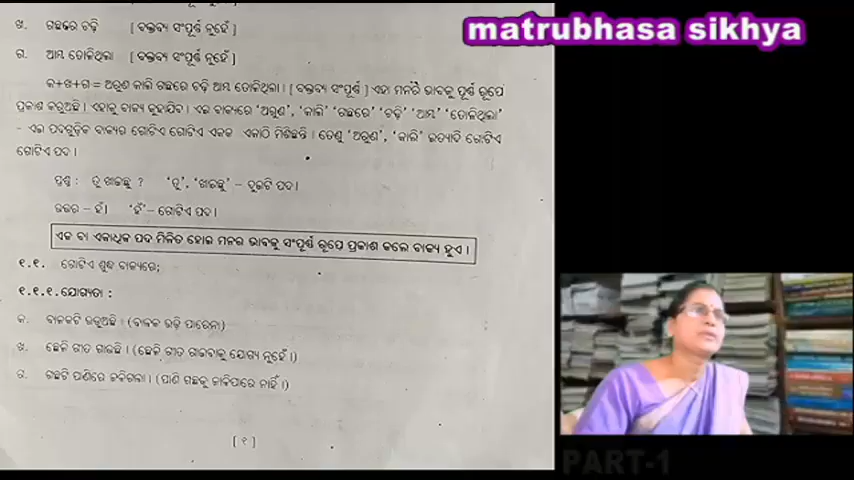 matrubhasa sikhya
ଖ. ଗଛରେ ଚଢ଼ି [ ବକ୍ତବ୍ୟ ସଂପୂର୍ଣ୍ଣ ନୁହେଁ ]
ଗ. ଆମ୍ବ ତୋଳିଥିଲା [ ବକ୍ତବ୍ୟ ସଂପୂର୍ଣ୍ଣ ନୁହେଁ ]
କ+ଖ+ଗ = ଅରୁଣ କାଲି ଗଛରେ ଚଢ଼ି ଆମ୍ବ ତୋଳିଥିଲା । [ ବକ୍ତବ୍ୟ ସଂପୂର୍ଣ୍ଣ ] ଏହା ମନର ଭାବକୁ ପୂର୍ଣ୍ଣ ରୂପେ
ପ୍ରକାଶ କରୁଅଛି । ଏହାକୁ ବାକ୍ୟ କୁହାଯିବ । ଏଇ ବାକ୍ୟରେ ‘ଅରୁଣ’, ‘କାଲି’ ‘ଗଛରେ’ ‘ଚଢ଼ି’ ‘ଆମ୍ବ’ ‘ତୋଳିଥିଲା’
– ଏଇ ପଦଗୁଡ଼ିକ ବାକ୍ୟର ଗୋଟିଏ ଗୋଟିଏ ଏକକ ଏକାଠି ମିଶିଛନ୍ତି । ତେଣୁ ‘ଅରୁଣ’, ‘କାଲି’ ଇତ୍ୟାଦି ଗୋଟିଏ
ଗୋଟିଏ ପଦ ।
ପ୍ରଶ୍ନ : ତୁ ଖାଇଛୁ ? ‘ତୁ’, ‘ଖାଇଛୁ’ – ଦୁଇଟି ପଦ ।
ଉତ୍ତର – ହଁ । ‘ହଁ’ – ଗୋଟିଏ ପଦ ।
ଏକ ବା ଏକାଧିକ ପଦ ମିଳିତ ହୋଇ ମନର ଭାବକୁ ସଂପୂର୍ଣ୍ଣ ରୂପେ ପ୍ରକାଶ କଲେ ବାକ୍ୟ ହୁଏ ।
୧.୧. ଗୋଟିଏ ଶୁଦ୍ଧ ବାକ୍ୟରେ;
୧.୧.୧. ଯୋଗ୍ୟତା :
କ. ବାଳକଟି ଉଡୁଅଛି । (ବାଳକ ଉଡ଼ି ପାରେନା)
ଖ. ଛେଳି ଗୀତ ଗାଉଛି । (ଛେଳି ଗୀତ ଗାଇବାକୁ ଯୋଗ୍ୟ ନୁହେଁ ।)
ଗ. ଗଛଟି ପାଣିରେ ଜଳିଗଲା । (ପାଣି ଗଛକୁ ଜାଳିପାରେ ନାହିଁ ।)
[ ୧ ]
PART-1